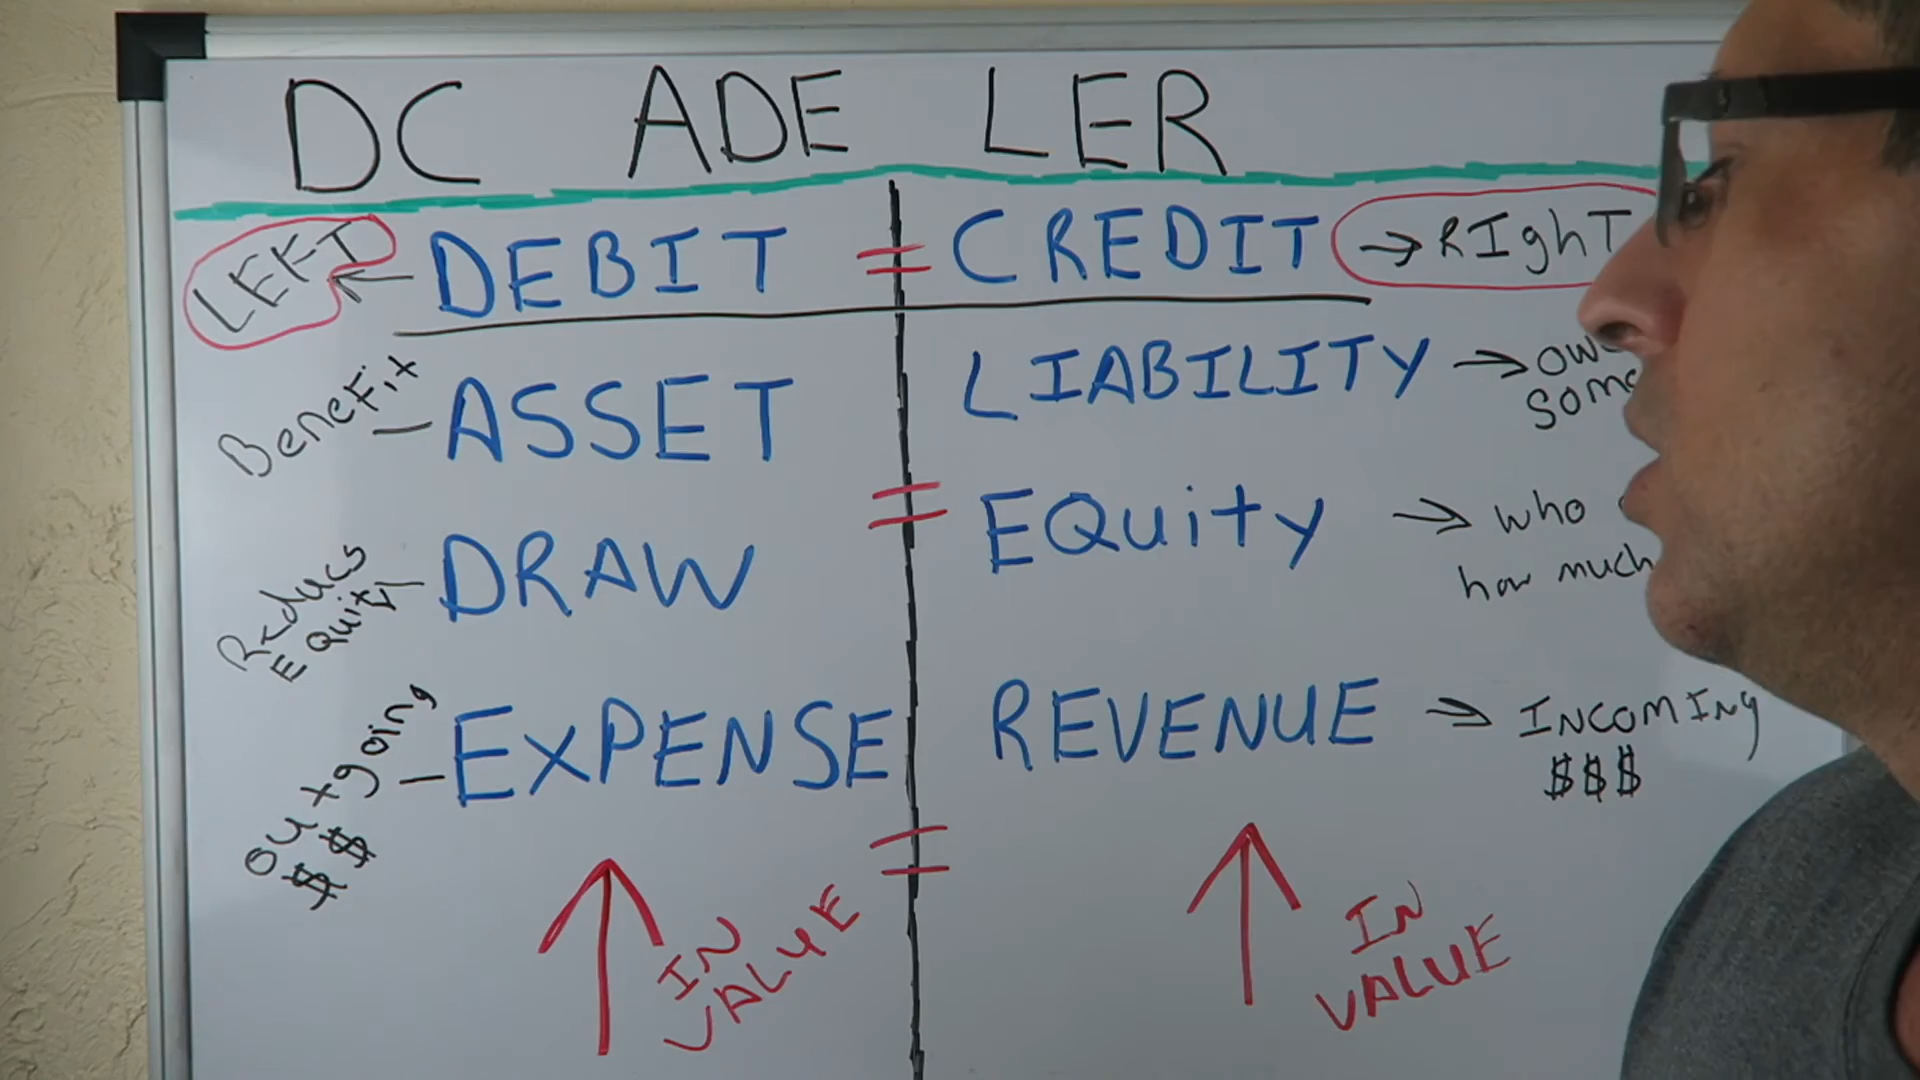 DC ADE LER
LEFT ← DEBIT = CREDIT → RIghT
Benefit – ASSET
LIABILITY →
= EQuity → who
how much
Reducs
EQuity – DRAW
outgoing
$$ – EXPENSE
REVENUE → INCOMINg
$$$
=
↑ IN
VALUE
↑ IN
VALUE